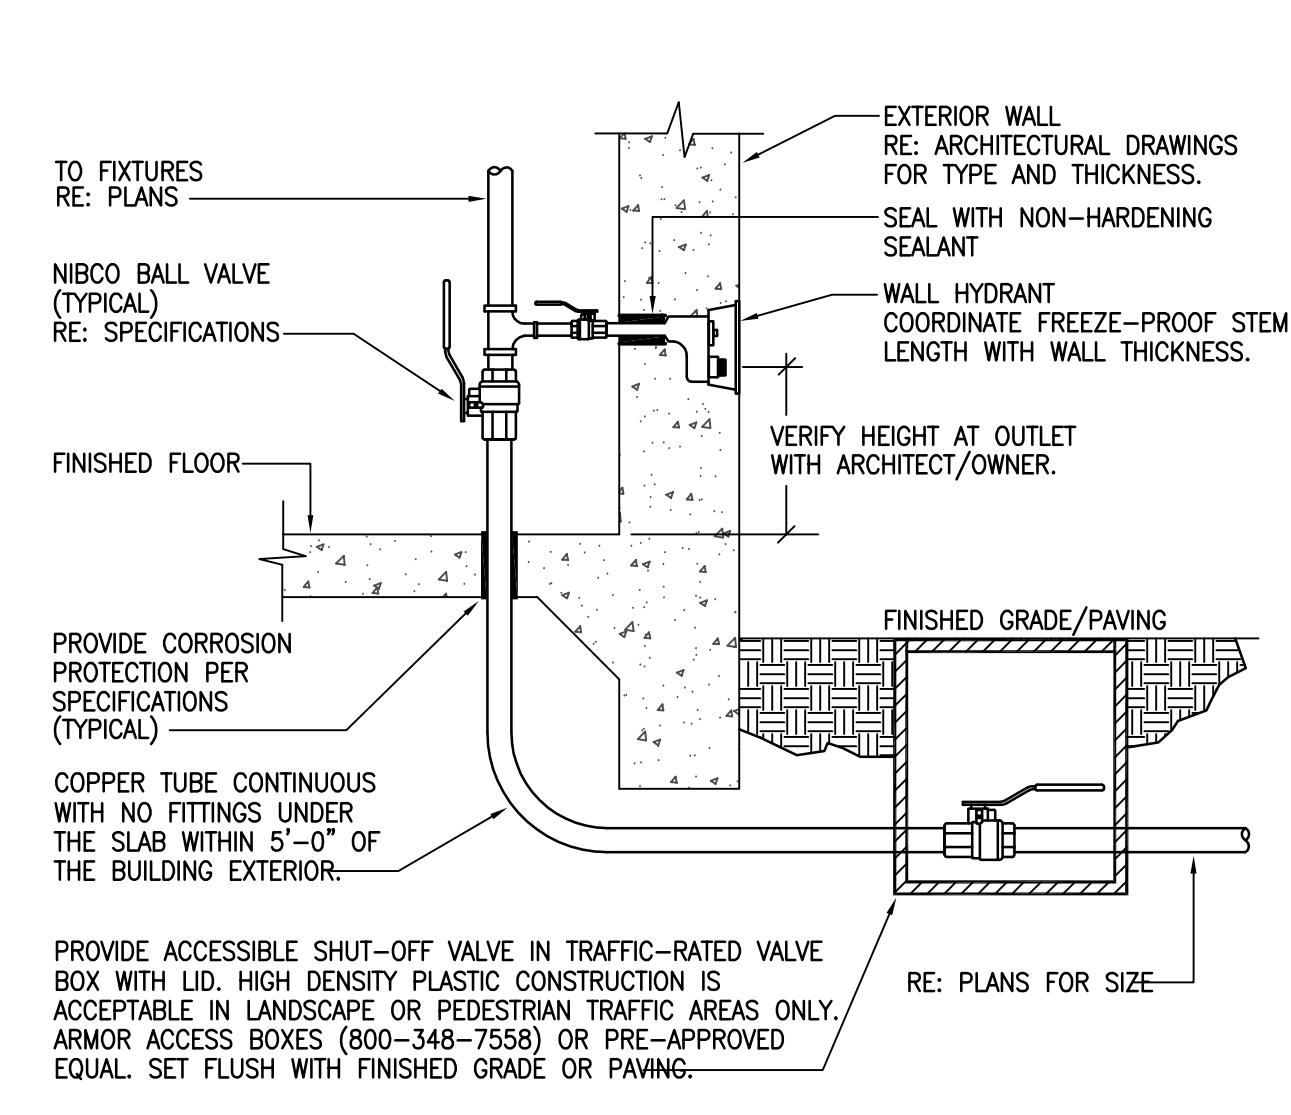 EXTERIOR WALL
RE: ARCHITECTURAL DRAWINGS
FOR TYPE AND THICKNESS.
TO FIXTURES
RE: PLANS
SEAL WITH NON-HARDENING
SEALANT
NIBCO BALL VALVE
(TYPICAL)
RE: SPECIFICATIONS
WALL HYDRANT
COORDINATE FREEZE-PROOF STEM
LENGTH WITH WALL THICKNESS.
VERIFY HEIGHT AT OUTLET
WITH ARCHITECT/OWNER.
FINISHED FLOOR
FINISHED GRADE/PAVING
PROVIDE CORROSION
PROTECTION PER
SPECIFICATIONS
(TYPICAL)
COPPER TUBE CONTINUOUS
WITH NO FITTINGS UNDER
THE SLAB WITHIN 5'-0" OF
THE BUILDING EXTERIOR.
PROVIDE ACCESSIBLE SHUT-OFF VALVE IN TRAFFIC-RATED VALVE
BOX WITH LID. HIGH DENSITY PLASTIC CONSTRUCTION IS
ACCEPTABLE IN LANDSCAPE OR PEDESTRIAN TRAFFIC AREAS ONLY.
ARMOR ACCESS BOXES (800-348-7558) OR PRE-APPROVED
EQUAL. SET FLUSH WITH FINISHED GRADE OR PAVING.
RE: PLANS FOR SIZE